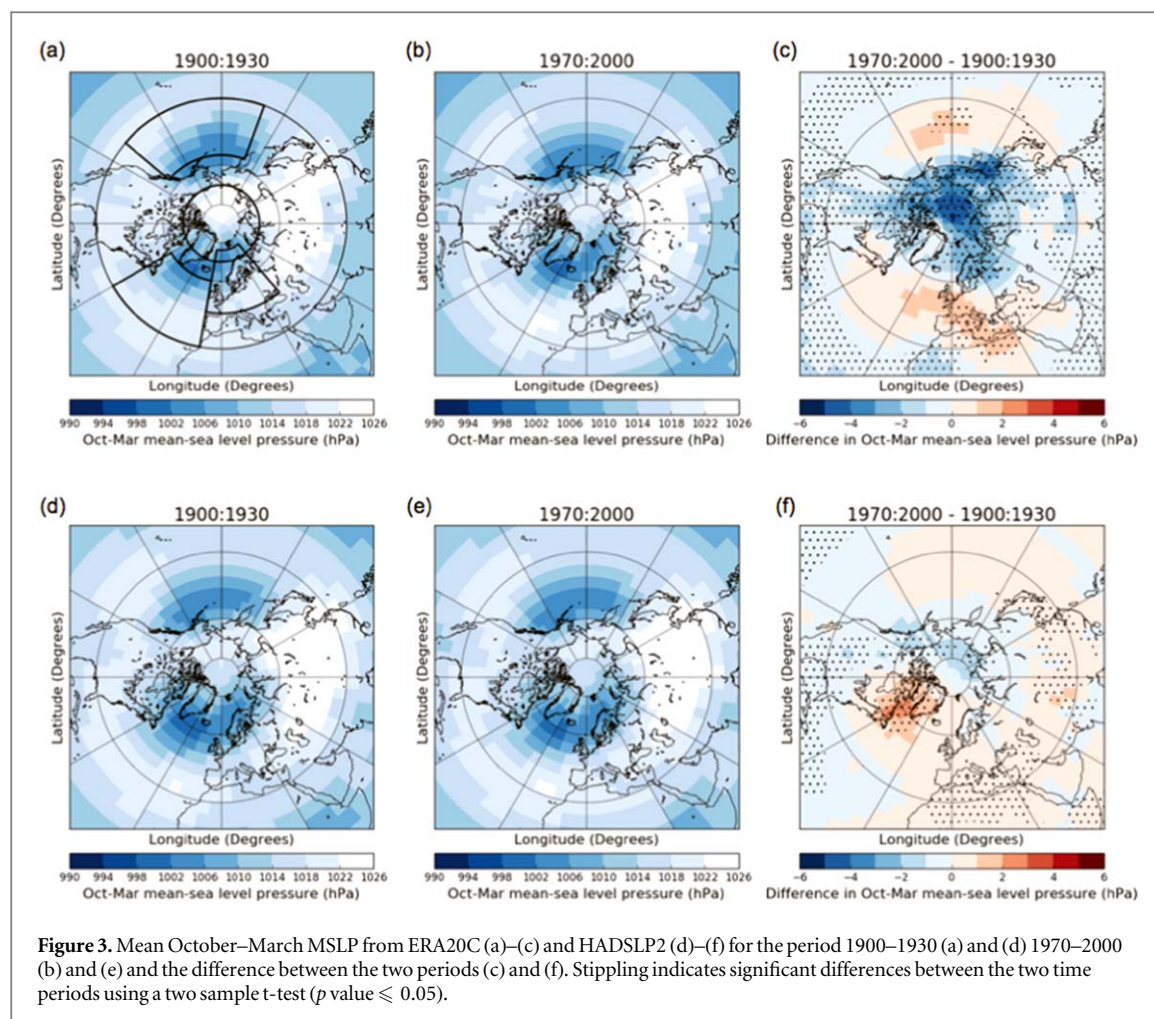 (a)
1900:1930
Latitude (Degrees)
Longitude (Degrees)
990 994 998 1002 1006 1010 1014 1018 1022 1026
Oct-Mar mean-sea level pressure (hPa)
(b)
1970:2000
Latitude (Degrees)
Longitude (Degrees)
990 994 998 1002 1006 1010 1014 1018 1022 1026
Oct-Mar mean-sea level pressure (hPa)
(c)
1970:2000 - 1900:1930
Latitude (Degrees)
Longitude (Degrees)
−6 −4 −2 0 2 4 6
Difference in Oct-Mar mean-sea level pressure (hPa)
(d)
1900:1930
Latitude (Degrees)
Longitude (Degrees)
990 994 998 1002 1006 1010 1014 1018 1022 1026
Oct-Mar mean-sea level pressure (hPa)
(e)
1970:2000
Latitude (Degrees)
Longitude (Degrees)
990 994 998 1002 1006 1010 1014 1018 1022 1026
Oct-Mar mean-sea level pressure (hPa)
(f)
1970:2000 - 1900:1930
Latitude (Degrees)
Longitude (Degrees)
−6 −4 −2 0 2 4 6
Difference in Oct-Mar mean-sea level pressure (hPa)
Figure 3. Mean October–March MSLP from ERA20C (a)–(c) and HADSLP2 (d)–(f) for the period 1900–1930 (a) and (d) 1970–2000
(b) and (e) and the difference between the two periods (c) and (f). Stippling indicates significant differences between the two time
periods using a two sample t-test (p value ⩽ 0.05).